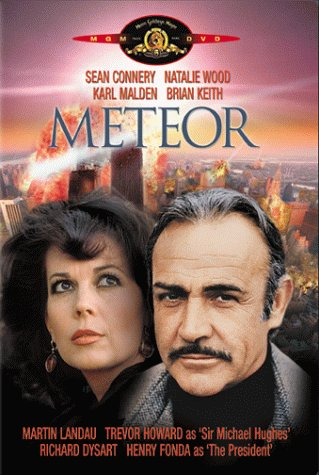 MGM DVD
SEAN CONNERY NATALIE WOOD
KARL MALDEN BRIAN KEITH
METEOR
MARTIN LANDAU TREVOR HOWARD as 'Sir Michael Hughes'
RICHARD DYSART HENRY FONDA as 'The President'